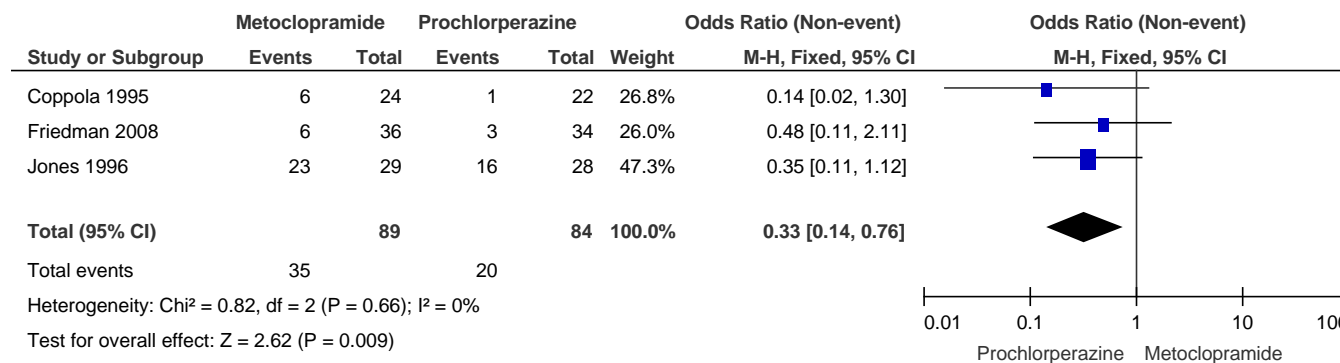 Metoclopramide Prochlorperazine Odds Ratio (Non-event) Odds Ratio (Non-event)
Study or Subgroup Events Total Events Total Weight M-H, Fixed, 95% CI M-H, Fixed, 95% CI
Coppola 1995 6 24 1 22 26.8% 0.14 [0.02, 1.30]
Friedman 2008 6 36 3 34 26.0% 0.48 [0.11, 2.11]
Jones 1996 23 29 16 28 47.3% 0.35 [0.11, 1.12]
Total (95% CI) 89 84 100.0% 0.33 [0.14, 0.76]
Total events 35 20
Heterogeneity: Chi² = 0.82, df = 2 (P = 0.66); I² = 0%
Test for overall effect: Z = 2.62 (P = 0.009)
0.01 0.1 1 10
Prochlorperazine Metoclopramide